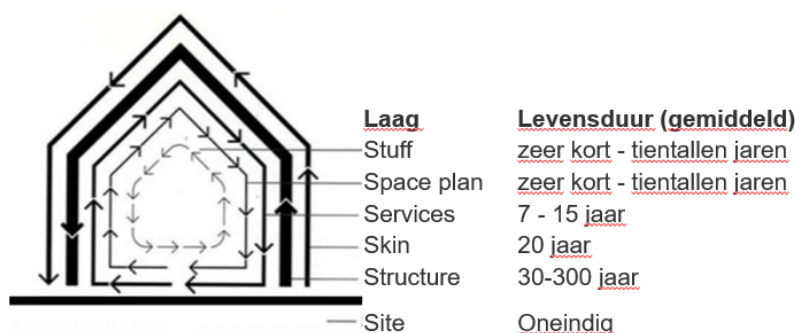 Laag Levensduur (gemiddeld)
Stuff zeer kort - tientallen jaren
Space plan zeer kort - tientallen jaren
Services 7 - 15 jaar
Skin 20 jaar
Structure 30-300 jaar
Site Oneindig